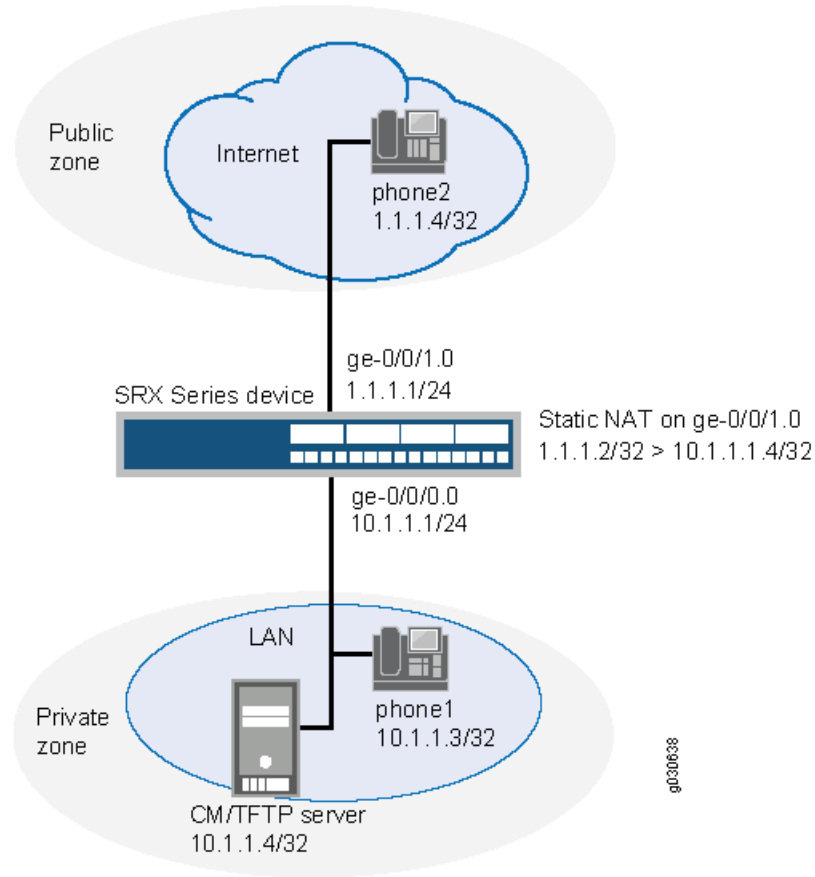 Public
zone
Internet
phone2
1.1.1.4/32
ge-0/0/1.0
1.1.1.1/24
SRX Series device
Static NAT on ge-0/0/1.0
1.1.1.2/32 > 10.1.1.1.4/32
ge-0/0/0.0
10.1.1.1/24
LAN
phone1
10.1.1.3/32
Private
zone
CM/TFTP server
10.1.1.4/32
g030638